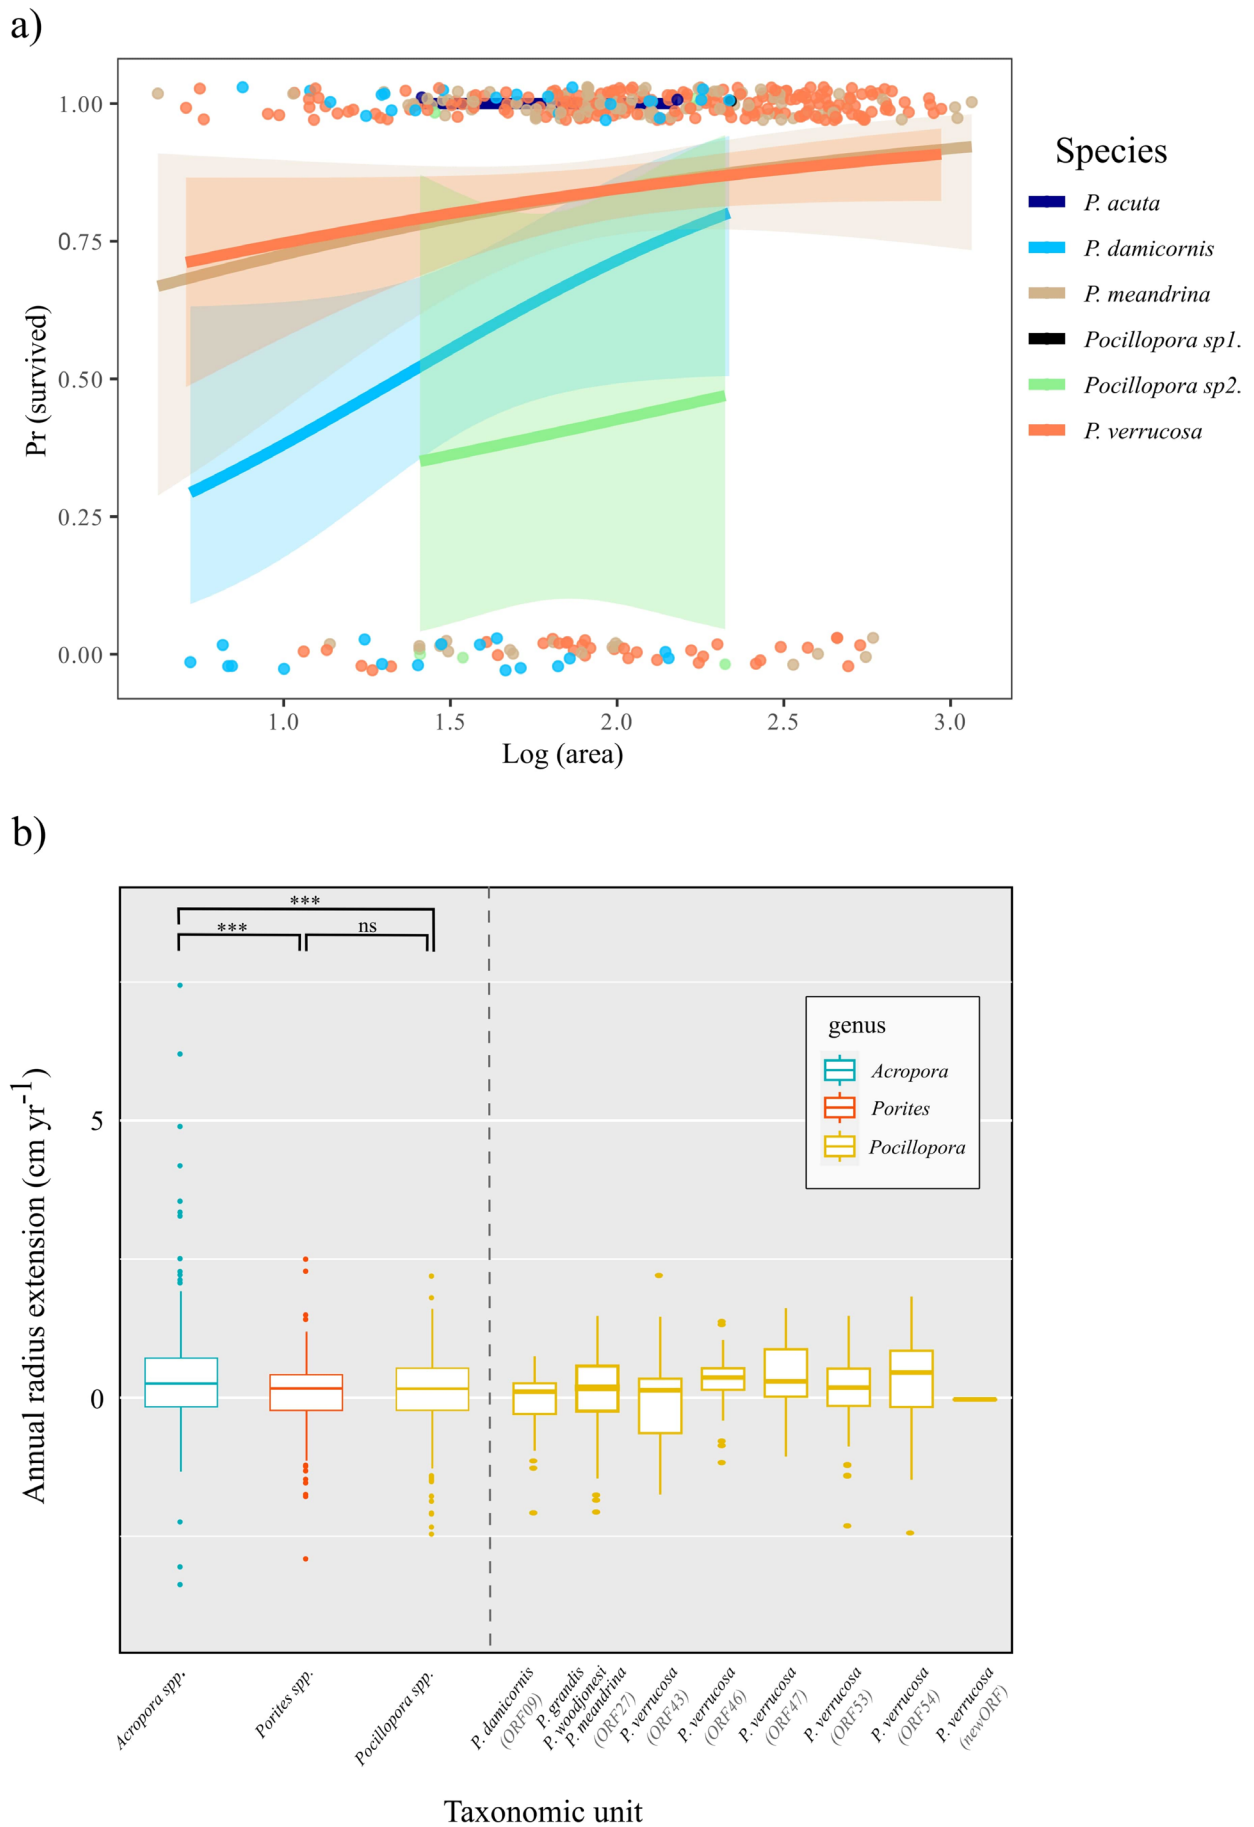 a)
Pr (survived)
1.00
0.75
0.50
0.25
0.00
1.0
1.5
2.0
2.5
3.0
Log (area)
Species
P. acuta
P. damicornis
P. meandrina
Pocillopora sp1.
Pocillopora sp2.
P. verrucosa
b)
Annual radius extension (cm yr-1)
5
0
***
***
ns
genus
Acropora
Porites
Pocillopora
Acropora spp.
Porites spp.
Pocillopora spp.
P. damicornis
(ORF09)
P. grandis
P. woodjonesi
P. meandrina
(ORF27)
P. verrucosa
(ORF43)
P. verrucosa
(ORF46)
P. verrucosa
(ORF47)
P. verrucosa
(ORF53)
P. verrucosa
(ORF54)
P. verrucosa
(newORF)
Taxonomic unit